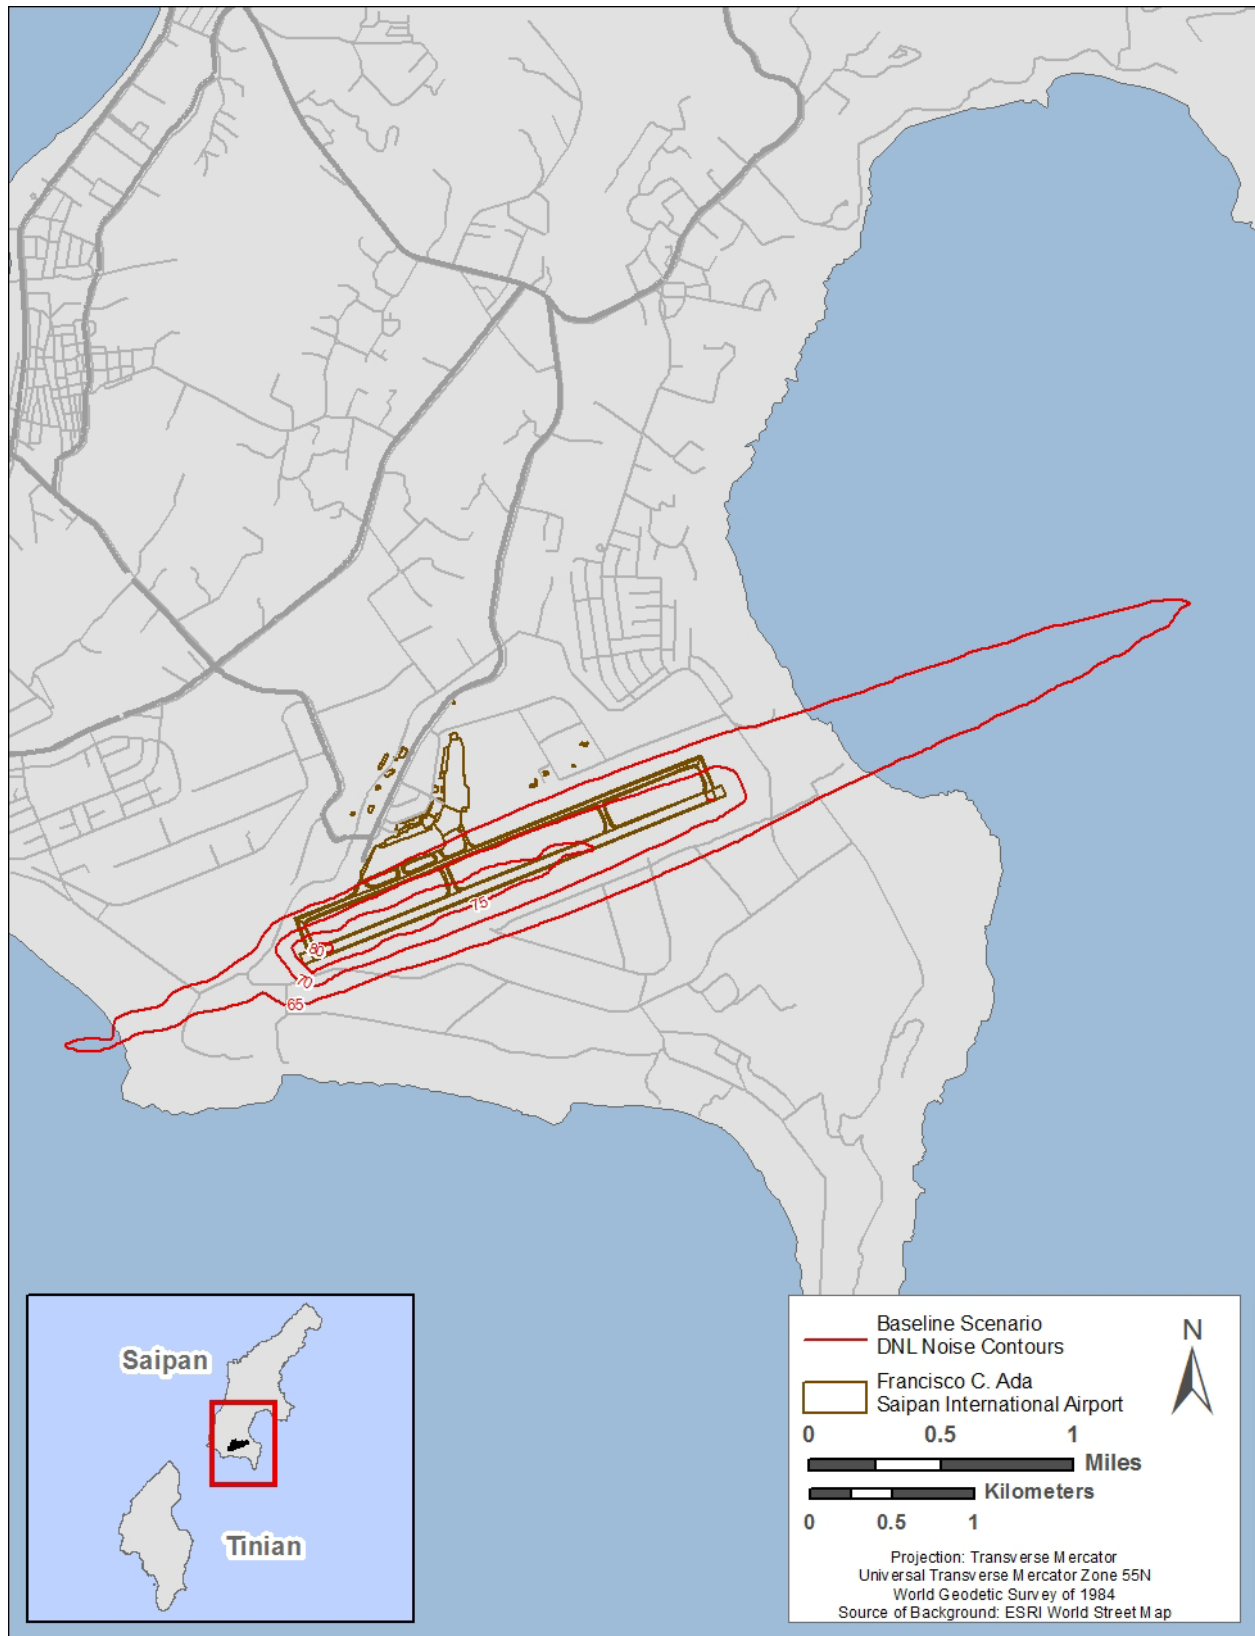 75
80
70
65
Saipan
Tinian
Baseline Scenario
DNL Noise Contours
Francisco C. Ada
Saipan International Airport
N
0 0.5 1
Miles
Kilometers
0 0.5 1
Projection: Transverse Mercator
Universal Transverse Mercator Zone 55N
World Geodetic Survey of 1984
Source of Background: ESRI World Street Map